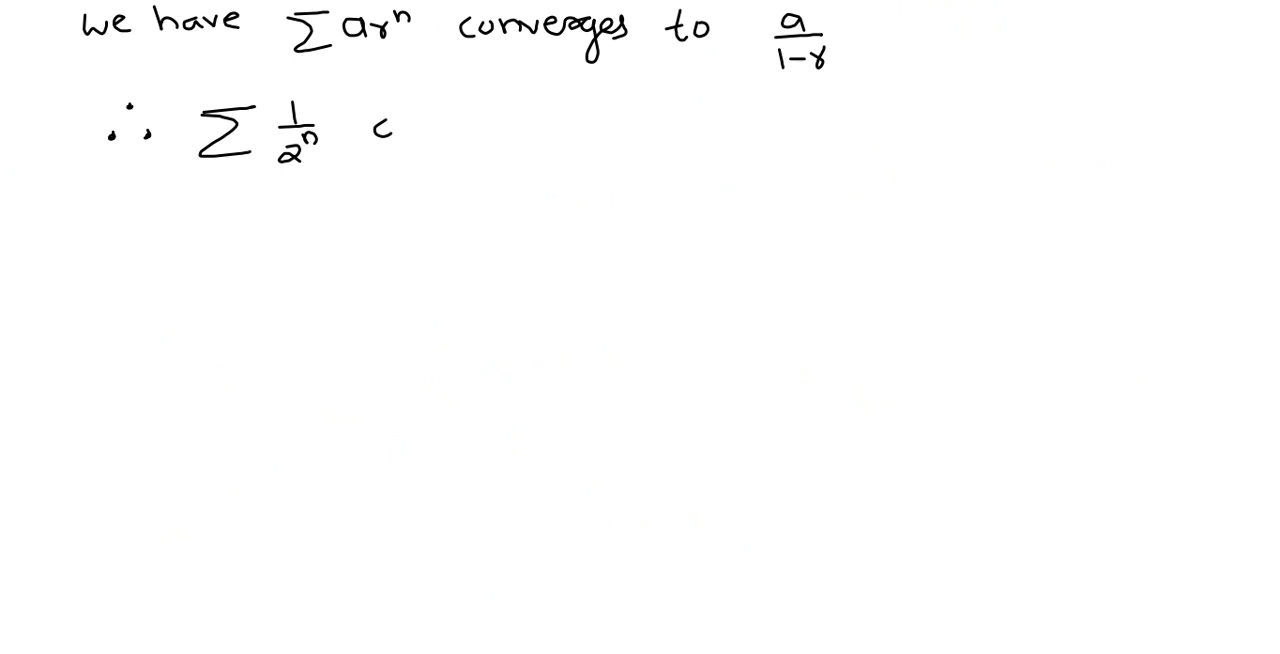 we have ∑ arⁿ converges to a/(1-r)
∴ ∑ 1/2ⁿ c